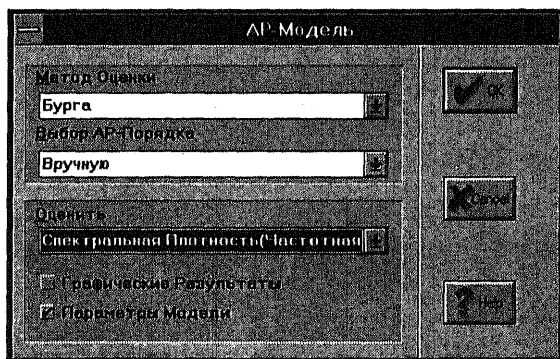 АР-Модель
Метод Оценки
Бурга
Выбор АР-Порядка
Вручную
Оценить
Спектральная Плотность(Частотная
Графические Результаты
Параметры Модели
OK
Cancel
Help